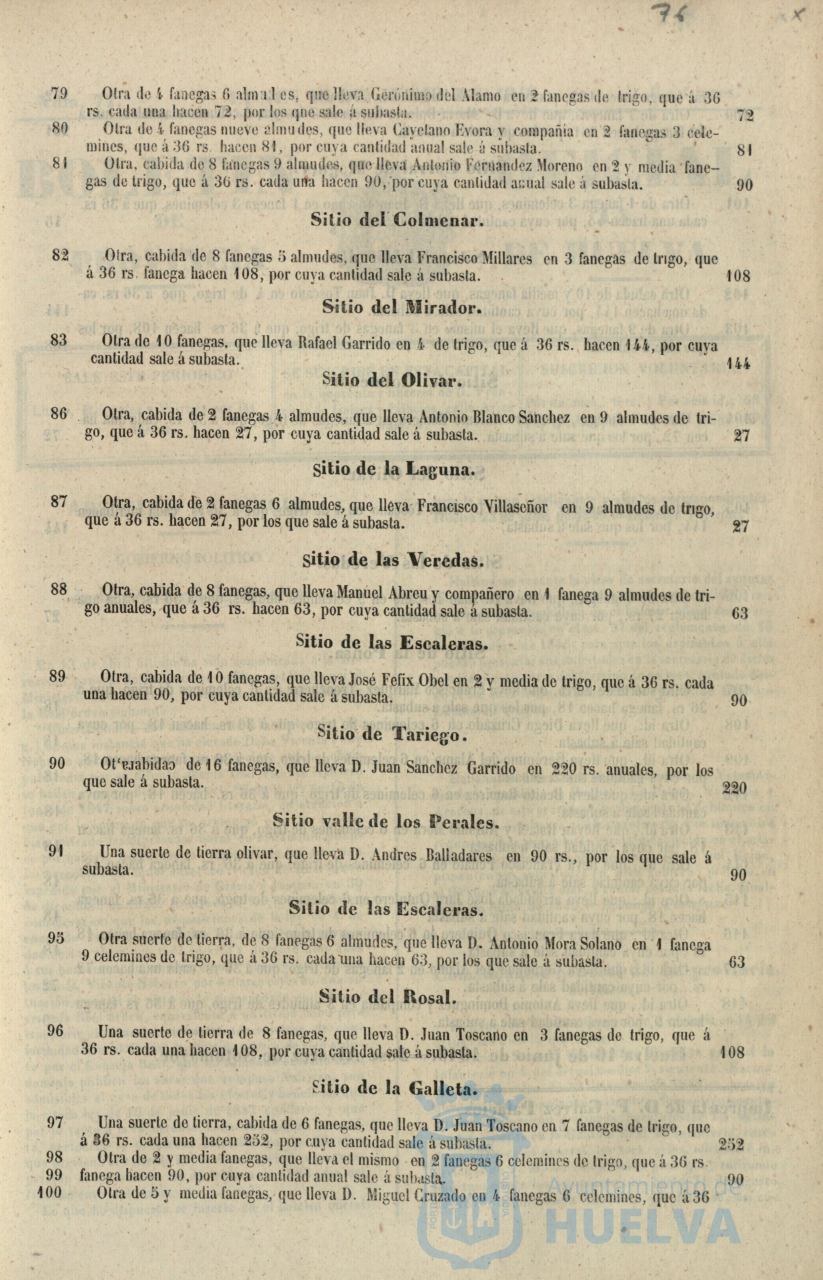 76 x
79 Otra de 4 fanegas 6 almudes, que lleva Gerónimo del Alamo en 2 fanegas de trigo, que á 36
rs. cada una hacen 72, por los que sale á subasta. 72
80 Otra de 4 fanegas nueve almudes, que lleva Cayetano Evora y compañia en 2 fanegas 3 cele-
mines, que á 36 rs. hacen 81, por cuya cantidad anual sale á subasta. 81
81 Otra, cabida de 8 fanegas 9 almudes, que lleva Antonio Fernandez Moreno en 2 y media fane-
gas de trigo, que á 36 rs. cada una hacen 90, por cuya cantidad anual sale á subasta. 90
Sitio del Colmenar.
82 Otra, cabida de 8 fanegas 5 almudes, que lleva Francisco Millares en 3 fanegas de trigo, que
á 36 rs. fanega hacen 108, por cuya cantidad sale á subasta. 108
Sitio del Mirador.
83 Otra de 10 fanegas, que lleva Rafael Garrido en 4 de trigo, que á 36 rs. hacen 144, por cuya
cantidad sale á subasta. 144
Sitio del Olivar.
86 Otra, cabida de 2 fanegas 4 almudes, que lleva Antonio Blanco Sanchez en 9 almudes de tri-
go, que á 36 rs. hacen 27, por cuya cantidad sale á subasta. 27
Sitio de la Laguna.
87 Otra, cabida de 2 fanegas 6 almudes, que lleva Francisco Villaseñor en 9 almudes de trigo,
que á 36 rs. hacen 27, por los que sale á subasta. 27
Sitio de las Veredas.
88 Otra, cabida de 8 fanegas, que lleva Manuel Abreu y compañero en 1 fanega 9 almudes de tri-
go anuales, que á 36 rs. hacen 63, por cuya cantidad sale á subasta. 63
Sitio de las Escaleras.
89 Otra, cabida de 10 fanegas, que lleva José Fefix Obel en 2 y media de trigo, que á 36 rs. cada
una hacen 90, por cuya cantidad sale á subasta. 90
Sitio de Tariego.
90 de 16 fanegas, que lleva D. Juan Sanchez Garrido en 220 rs. anuales, por los
que sale á subasta. 220
Sitio valle de los Perales.
91 Una suerte de tierra olivar, que lleva D. Andres Balladares en 90 rs., por los que sale á
subasta. 90
Sitio de las Escaleras.
95 Otra suerte de tierra, de 8 fanegas 6 almudes, que lleva D. Antonio Mora Solano en 1 fanega
9 celemines de trigo, que á 36 rs. cada una hacen 63, por los que sale á subasta. 63
Sitio del Rosal.
96 Una suerte de tierra de 8 fanegas, que lleva D. Juan Toscano en 3 fanegas de trigo, que á
36 rs. cada una hacen 108, por cuya cantidad sale á subasta. 108
Sitio de la Galleta.
97 Una suerte de tierra, cabida de 6 fanegas, que lleva D. Juan Toscano en 7 fanegas de trigo, que
á 36 rs. cada una hacen 252, por cuya cantidad sale á subasta. 252
98 Otra de 2 y media fanegas, que lleva el mismo en 2 fanegas 6 celemines de trigo, que á 36 rs
99 fanega hacen 90, por cuya cantidad anual sale á subasta. 90
100 Otra de 5 y media fanegas, que lleva D. Miguel Cruzado en 4 fanegas 6 celemines, que á 36
Ayuntamiento de
HUELVA